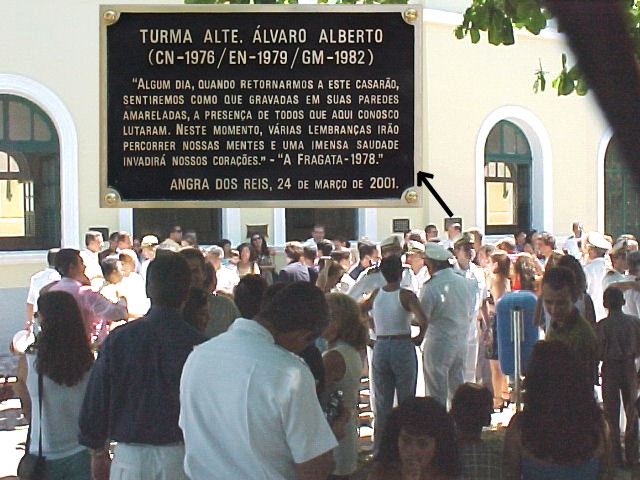 TURMA ALTE. ÁLVARO ALBERTO
(CN-1976/EN-1979/GM-1982)
"ALGUM DIA, QUANDO RETORNARMOS A ESTE CASARÃO,
SENTIREMOS COMO QUE GRAVADAS EM SUAS PAREDES
AMARELADAS, A PRESENÇA DE TODOS QUE AQUI CONOSCO
LUTARAM. NESTE MOMENTO, VÁRIAS LEMBRANÇAS IRÃO
PERCORRER NOSSAS MENTES E UMA IMENSA SAUDADE
INVADIRÁ NOSSOS CORAÇÕES." - "A FRAGATA-1978."
ANGRA DOS REIS, 24 DE MARÇO DE 2001.